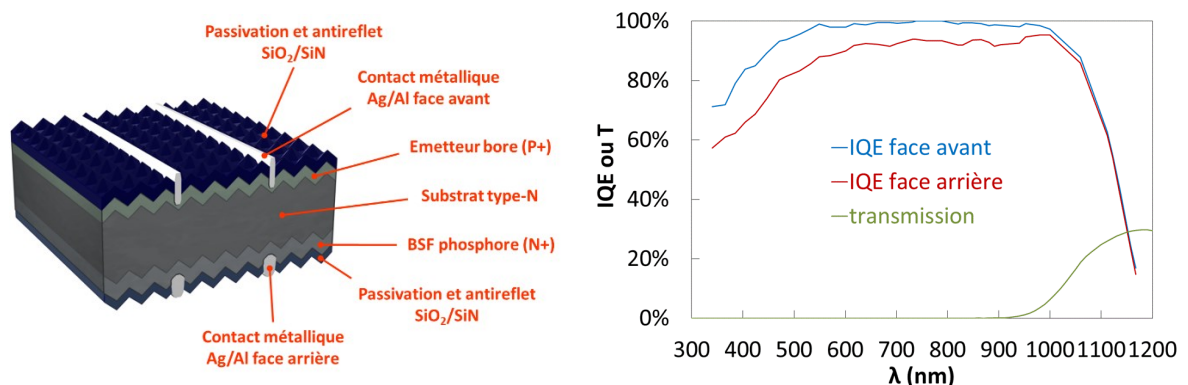 Passivation et antireflet
SiO₂/SiN
Contact métallique
Ag/Al face avant
Emetteur bore (P+)
Substrat type-N
BSF phosphore (N+)
Passivation et antireflet
SiO₂/SiN
Contact métallique
Ag/Al face arrière
IQE ou T
100%
80%
60%
40%
20%
0%
IQE face avant
IQE face arrière
transmission
300 400 500 600 700 800 900 1000 1100 1200
λ (nm)